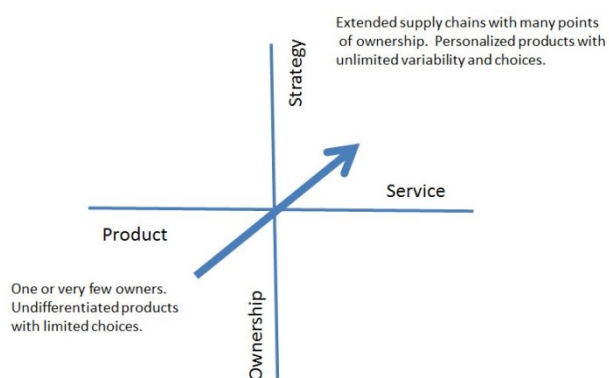 Extended supply chains with many points
of ownership.  Personalized products with
unlimited variability and choices.
Strategy
Service
Product
One or very few owners.
Undifferentiated products
with limited choices.
Ownership